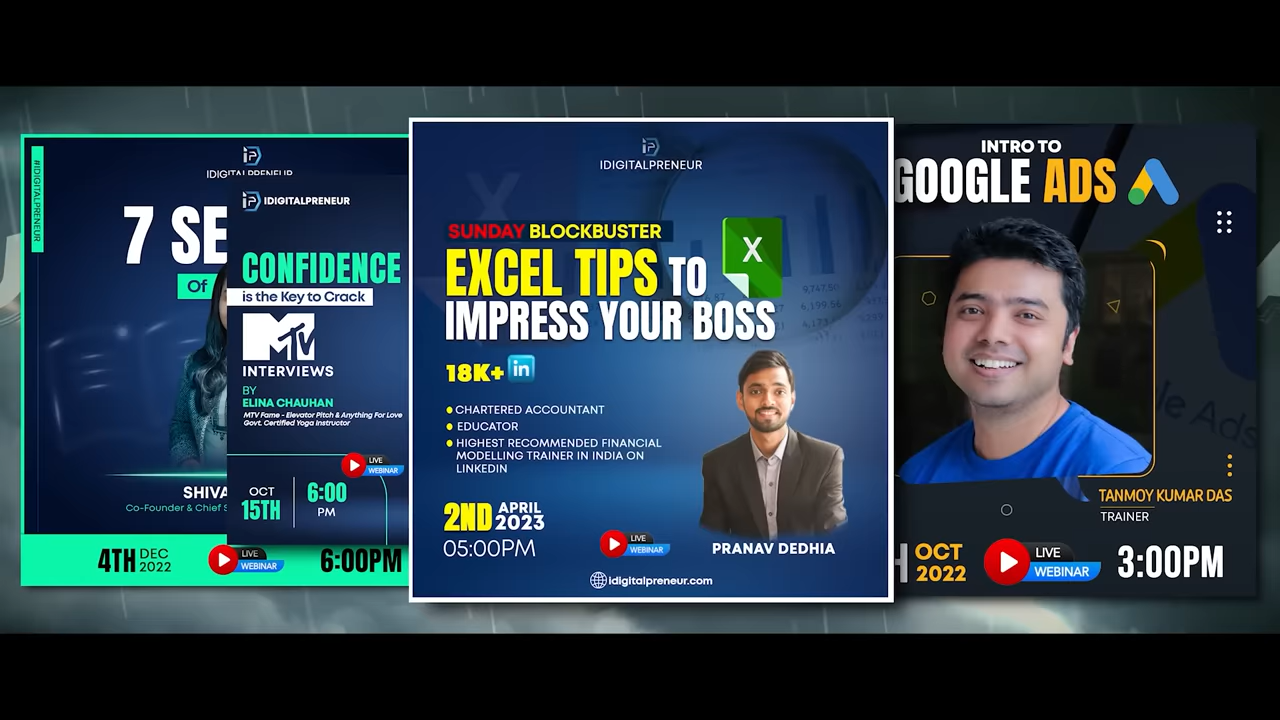 #IDIGITALPRENEUR
IDIGITALPRENEUR
7 SE
Of
SHIVA
Co-Founder & Chief S
4TH DEC 2022
LIVE WEBINAR
6:00PM
IDIGITALPRENEUR
CONFIDENCE
is the Key to Crack
MTV
INTERVIEWS
BY
ELINA CHAUHAN
MTV Fame - Elevator Pitch & Anything For Love
Govt. Certified Yoga Instructor
LIVE WEBINAR
OCT 15TH
6:00 PM
IDIGITALPRENEUR
SUNDAY BLOCKBUSTER
EXCEL TIPS TO
X
IMPRESS YOUR BOSS
18K+ in
CHARTERED ACCOUNTANT
EDUCATOR
HIGHEST RECOMMENDED FINANCIAL
MODELLING TRAINER IN INDIA ON
LINKEDIN
2ND APRIL 2023
05:00PM
LIVE WEBINAR
PRANAV DEDHIA
idigitalpreneur.com
INTRO TO
GOOGLE ADS
TANMOY KUMAR DAS
TRAINER
OCT 2022
LIVE WEBINAR
3:00PM